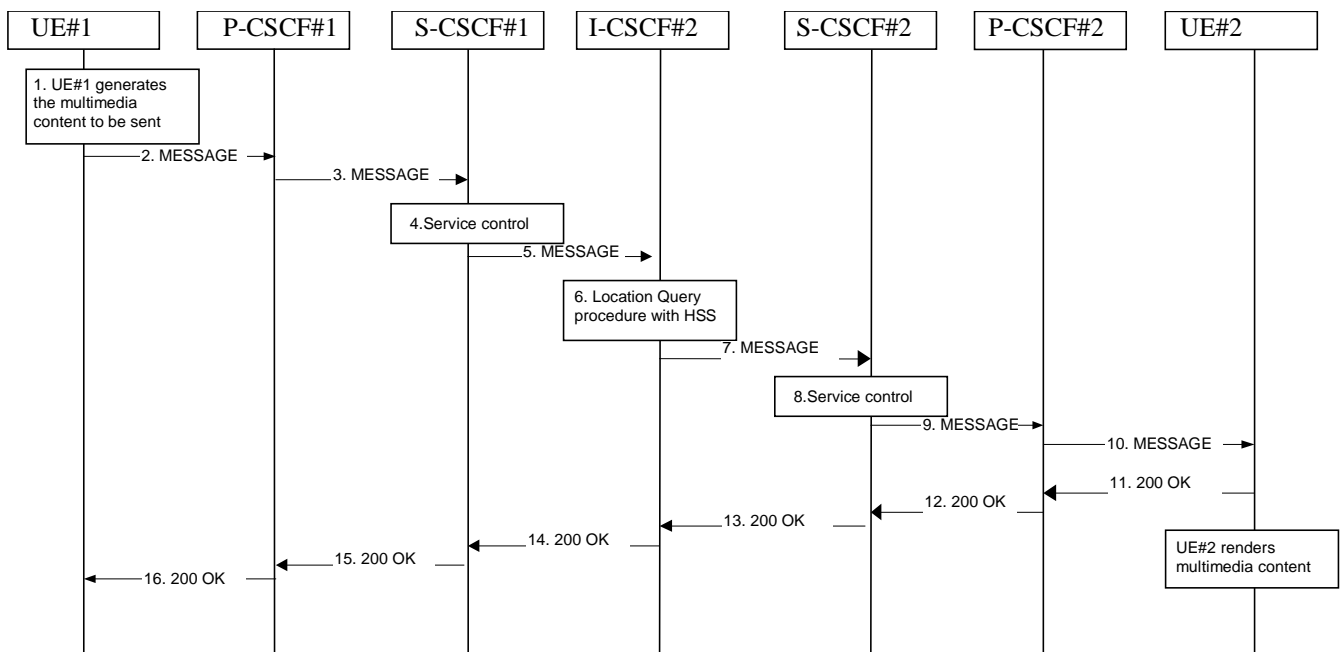 UE#1 P-CSCF#1 S-CSCF#1 I-CSCF#2 S-CSCF#2 P-CSCF#2 UE#2
1. UE#1 generates
the multimedia
content to be sent
2. MESSAGE
3. MESSAGE
4.Service control
5. MESSAGE
6. Location Query
procedure with HSS
7. MESSAGE
8.Service control
9. MESSAGE
10. MESSAGE
11. 200 OK
12. 200 OK
13. 200 OK
14. 200 OK
15. 200 OK
16. 200 OK
UE#2 renders
multimedia content